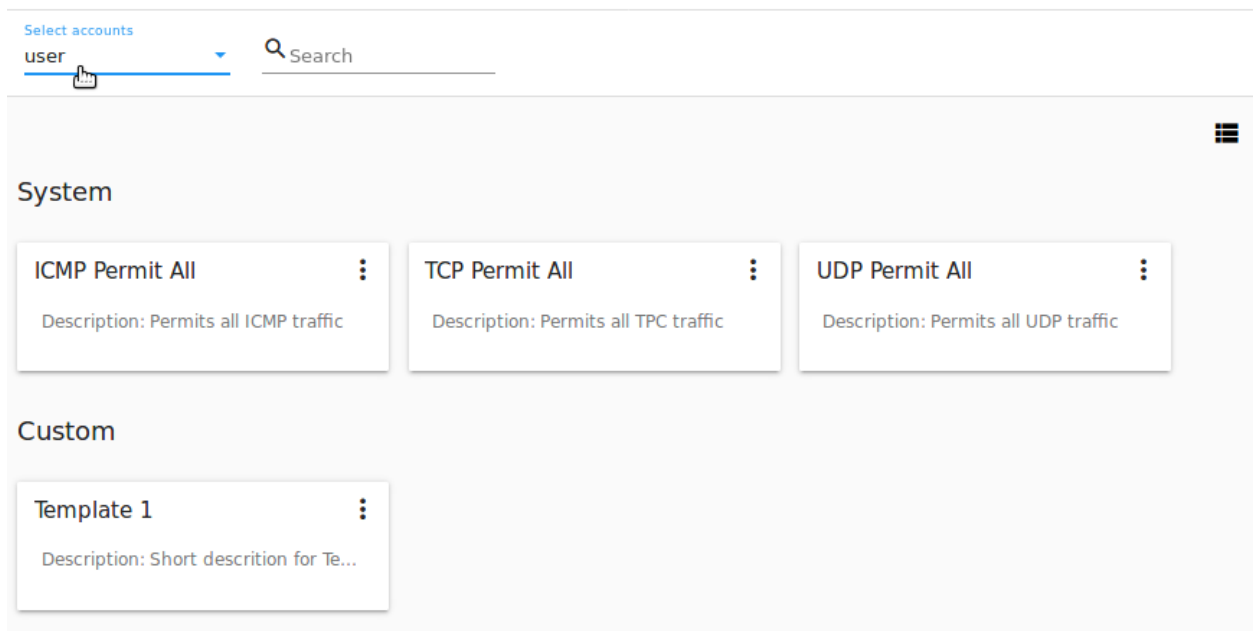 Select accounts
user
Search
System
ICMP Permit All
TCP Permit All
UDP Permit All
Description: Permits all ICMP traffic
Description: Permits all TPC traffic
Description: Permits all UDP traffic
Custom
Template 1
Description: Short descrition for Te...